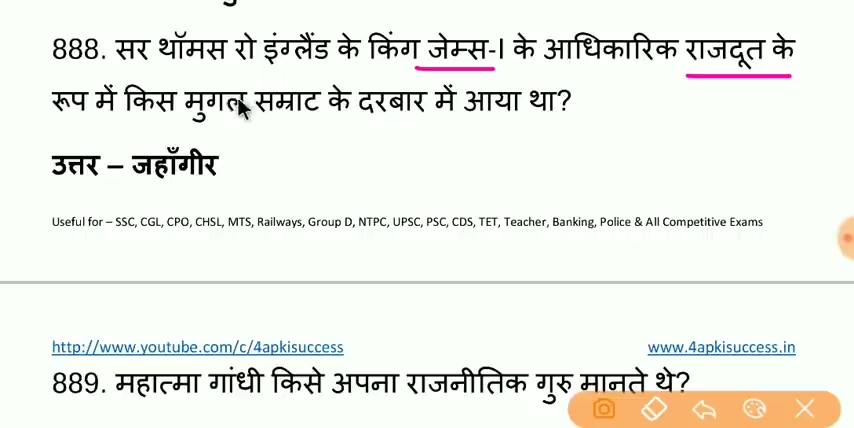 888. सर थॉमस रो इंग्लैंड के किंग जेम्स-I के आधिकारिक राजदूत के
रूप में किस मुगल सम्राट के दरबार में आया था?
उत्तर – जहाँगीर
Useful for – SSC, CGL, CPO, CHSL, MTS, Railways, Group D, NTPC, UPSC, PSC, CDS, TET, Teacher, Banking, Police & All Competitive Exams
http://www.youtube.com/c/4apkisuccess www.4apkisuccess.in
889. महात्मा गांधी किसे अपना राजनीतिक गुरु मानते थे?